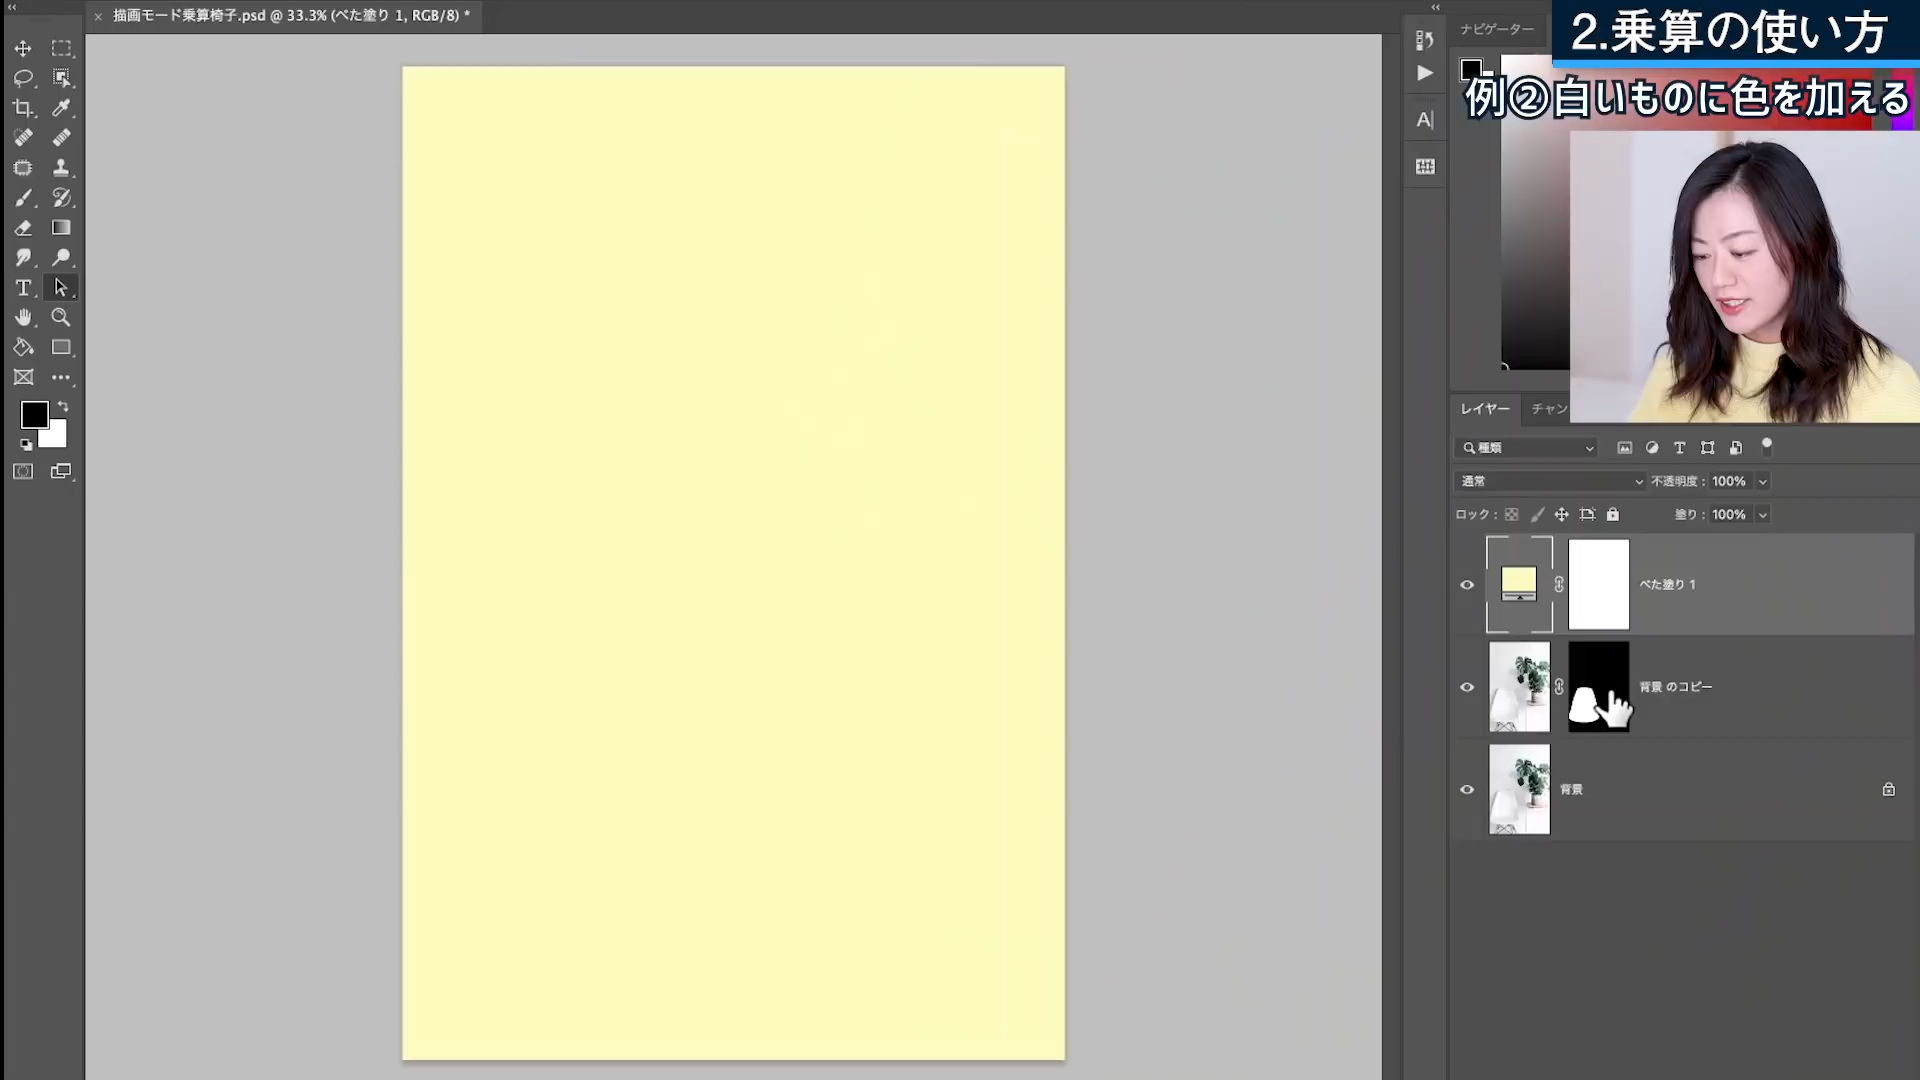 描画モード乗算椅子.psd @ 33.3% (べた塗り 1, RGB/8) *
ナビゲーター
2.乗算の使い方
例②白いものに色を加える
レイヤー
チャン
種類
通常
不透明度: 100%
ロック:
塗り: 100%
べた塗り 1
背景 のコピー
背景